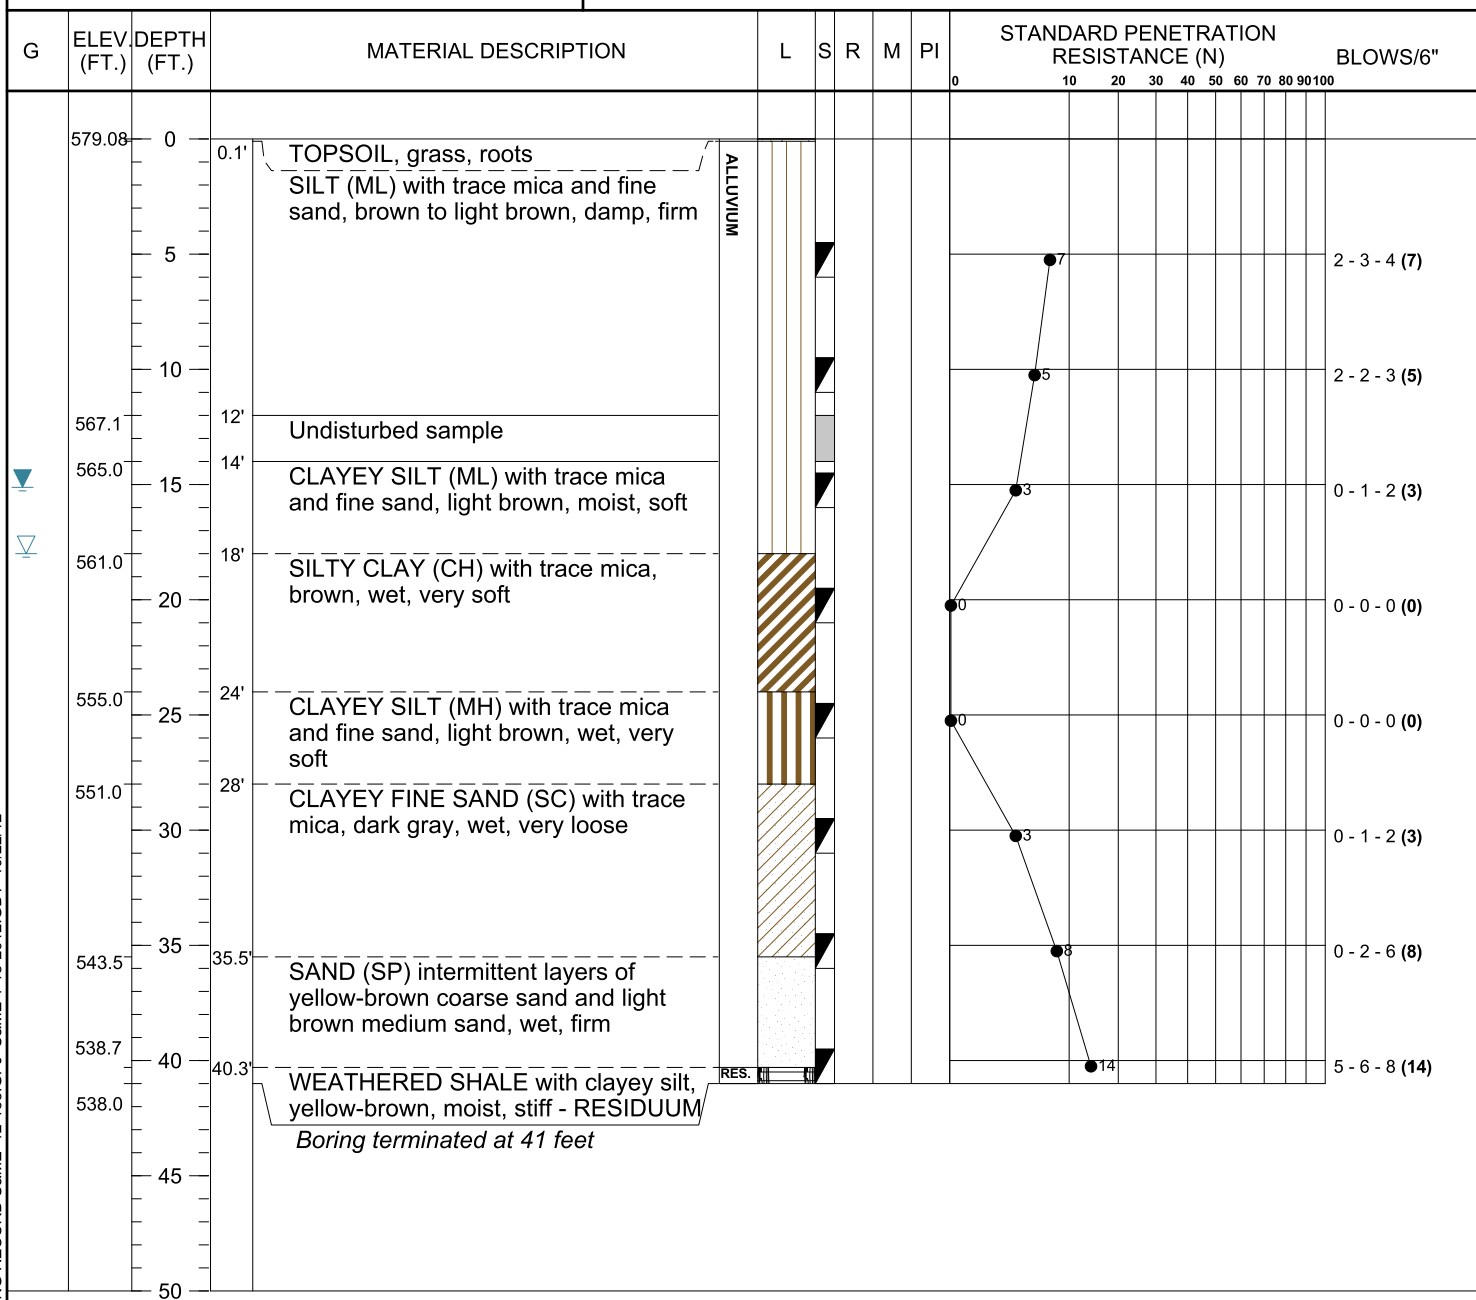 G
ELEV. (FT.)
DEPTH (FT.)
MATERIAL DESCRIPTION
L
S
R
M
PI
STANDARD PENETRATION
RESISTANCE (N)
BLOWS/6"
0 10 20 30 40 50 60 70 80 90 100
579.08
0
0.1'
TOPSOIL, grass, roots
ALLUVIUM
SILT (ML) with trace mica and fine
sand, brown to light brown, damp, firm
5
7
2 - 3 - 4 (7)
10
5
2 - 2 - 3 (5)
567.1
12'
Undisturbed sample
565.0
14'
CLAYEY SILT (ML) with trace mica
and fine sand, light brown, moist, soft
15
3
0 - 1 - 2 (3)
561.0
18'
SILTY CLAY (CH) with trace mica,
brown, wet, very soft
20
0
0 - 0 - 0 (0)
555.0
24'
CLAYEY SILT (MH) with trace mica
and fine sand, light brown, wet, very
soft
25
0
0 - 0 - 0 (0)
551.0
28'
CLAYEY FINE SAND (SC) with trace
mica, dark gray, wet, very loose
30
3
0 - 1 - 2 (3)
35
8
0 - 2 - 6 (8)
543.5
35.5'
SAND (SP) intermittent layers of
yellow-brown coarse sand and light
brown medium sand, wet, firm
538.7
40
40.3'
RES.
14
5 - 6 - 8 (14)
WEATHERED SHALE with clayey silt,
yellow-brown, moist, stiff - RESIDUUM
538.0
Boring terminated at 41 feet
45
50